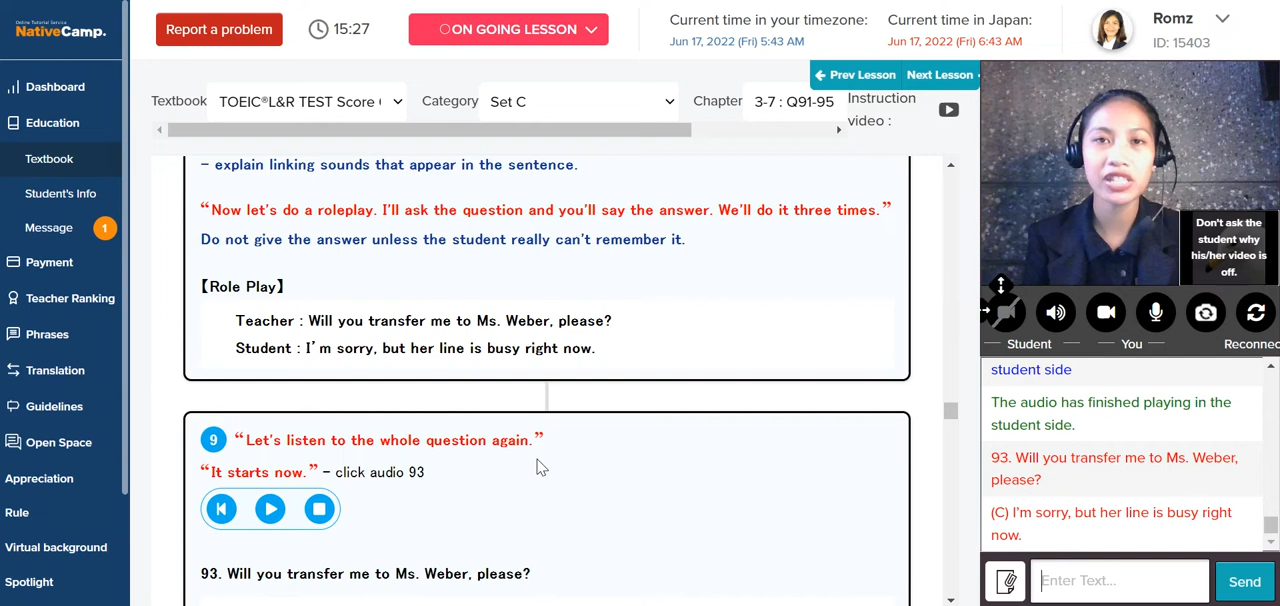 Online Tutorial Service
NativeCamp.
Report a problem
15:27
ON GOING LESSON
Current time in your timezone:
Jun 17, 2022 (Fri) 5:43 AM
Current time in Japan:
Jun 17, 2022 (Fri) 6:43 AM
Romz
ID: 15403
Dashboard
Education
Textbook
Student's Info
Message 1
Payment
Teacher Ranking
Phrases
Translation
Guidelines
Open Space
Appreciation
Rule
Virtual background
Spotlight
Prev Lesson Next Lesson
Textbook TOEIC®L&R TEST Score Category Set C Chapter 3-7 : Q91-95
Instruction
video :
- explain linking sounds that appear in the sentence.
“Now let's do a roleplay. I'll ask the question and you'll say the answer. We'll do it three times.”
Do not give the answer unless the student really can't remember it.
【Role Play】
Teacher : Will you transfer me to Ms. Weber, please?
Student : I'm sorry, but her line is busy right now.
9 “Let's listen to the whole question again.”
“It starts now.” - click audio 93
93. Will you transfer me to Ms. Weber, please?
Don't ask the
student why
his/her video is
off.
Student You Reconnec
student side
The audio has finished playing in the
student side.
93. Will you transfer me to Ms. Weber,
please?
(C) I'm sorry, but her line is busy right
now.
Enter Text...
Send